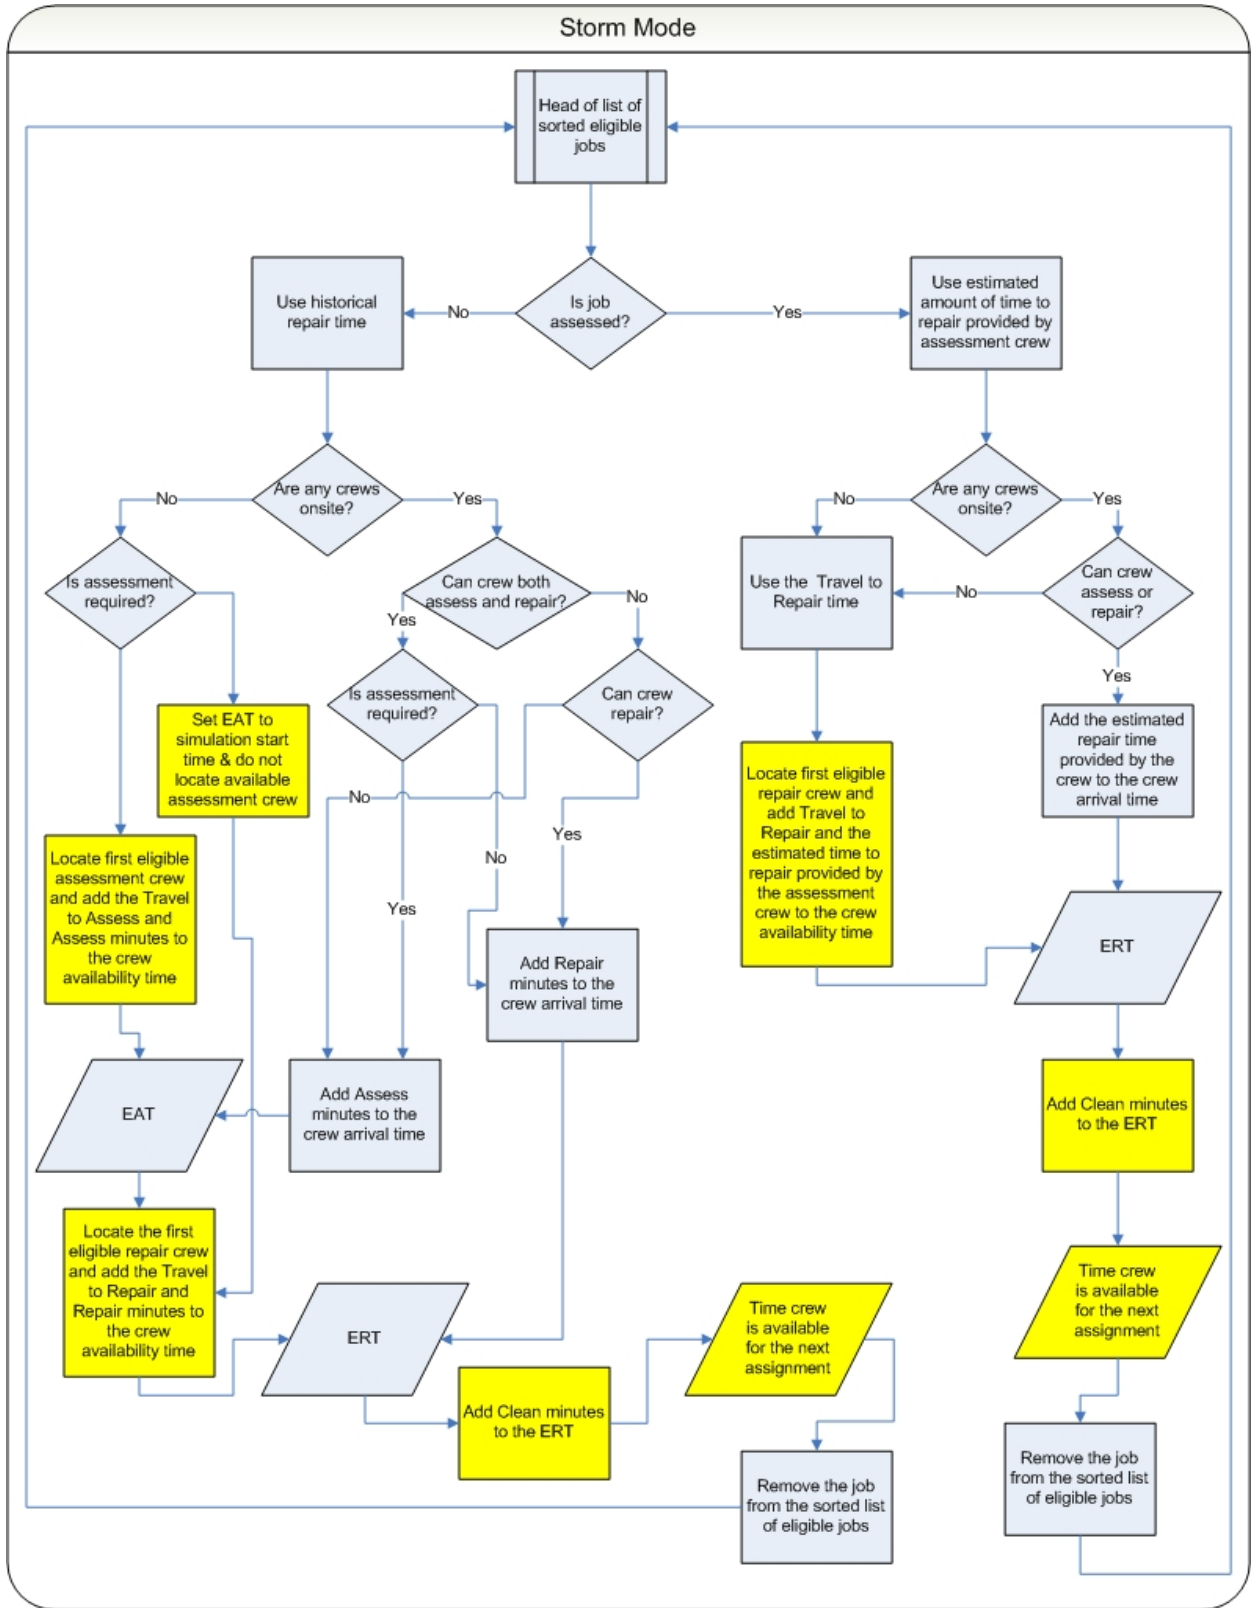 Storm Mode
Head of list of
sorted eligible
jobs
Use historical
repair time
No
Is job
assessed?
Yes
Use estimated
amount of time to
repair provided by
assessment crew
No
Are any crews
onsite?
Yes
No
Are any crews
onsite?
Yes
Is assessment
required?
Can crew both
assess and repair?
Yes
No
Use the Travel to
Repair time
No
Can crew
assess or
repair?
Yes
Set EAT to
simulation start
time & do not
locate available
assessment crew
Is assessment
required?
Can crew
repair?
No
Yes
No
Yes
Locate first eligible
repair crew and
add Travel to
Repair and the
estimated time to
repair provided by
the assessment
crew to the crew
availability time
Add the estimated
repair time
provided by the
crew to the crew
arrival time
Locate first eligible
assessment crew
and add the Travel
to Assess and
Assess minutes to
the crew
availability time
Add Repair
minutes to the
crew arrival time
ERT
EAT
Add Assess
minutes to the
crew arrival time
Add Clean minutes
to the ERT
Locate the first
eligible repair crew
and add the Travel
to Repair and
Repair minutes to
the crew
availability time
ERT
Add Clean minutes
to the ERT
Time crew
is available
for the next
assignment
Time crew
is available
for the next
assignment
Remove the job
from the sorted list
of eligible jobs
Remove the job
from the sorted list
of eligible jobs